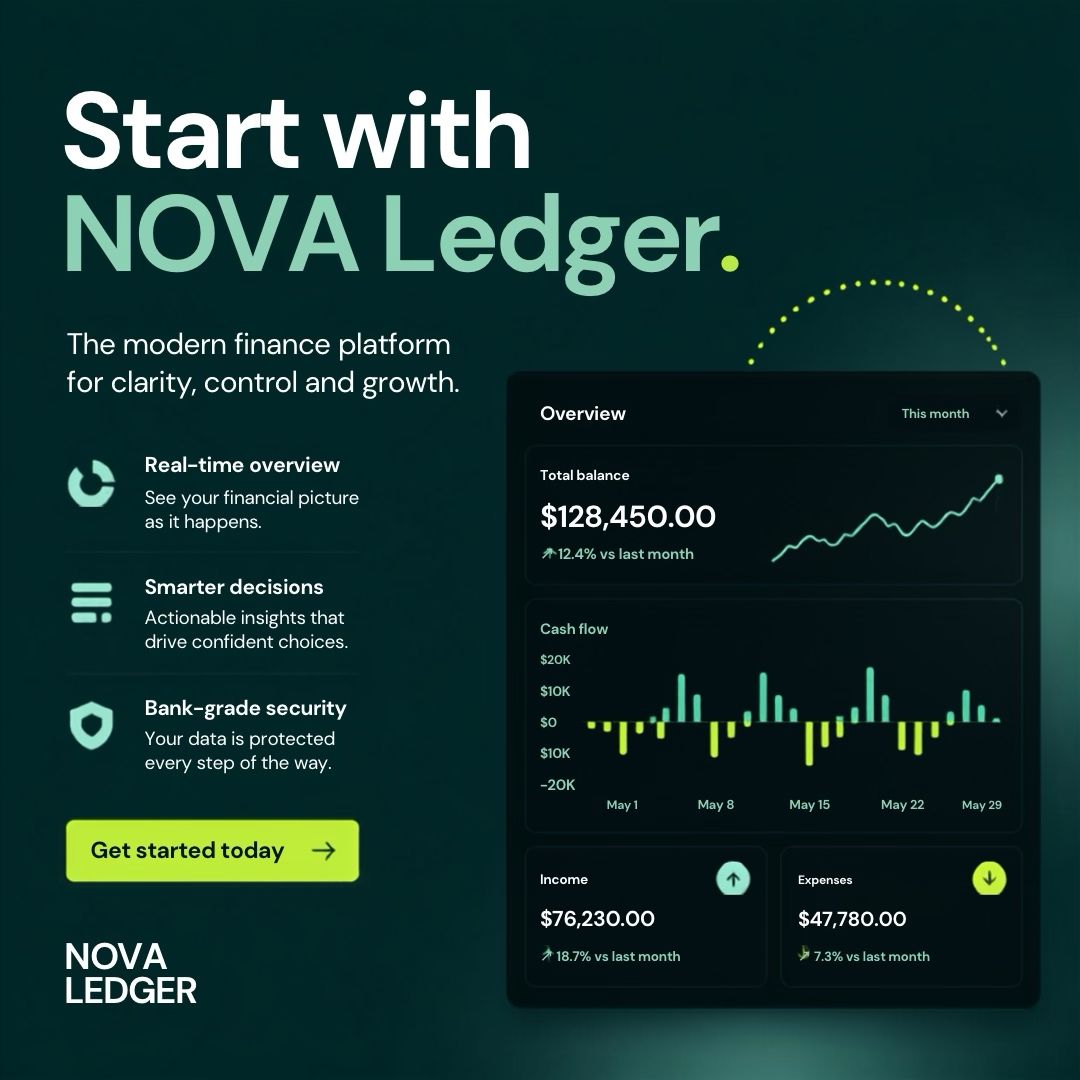 Start with
NOVA Ledger.
The modern finance platform
for clarity, control and growth.
Real-time overview
See your financial picture
as it happens.
Smarter decisions
Actionable insights that
drive confident choices.
Bank-grade security
Your data is protected
every step of the way.
Get started today →
NOVA
LEDGER
Overview
This month
Total balance
$128,450.00
12.4% vs last month
Cash flow
$20K
$10K
$0
$10K
-20K
May 1 May 8 May 15 May 22 May 29
Income
$76,230.00
18.7% vs last month
Expenses
$47,780.00
7.3% vs last month